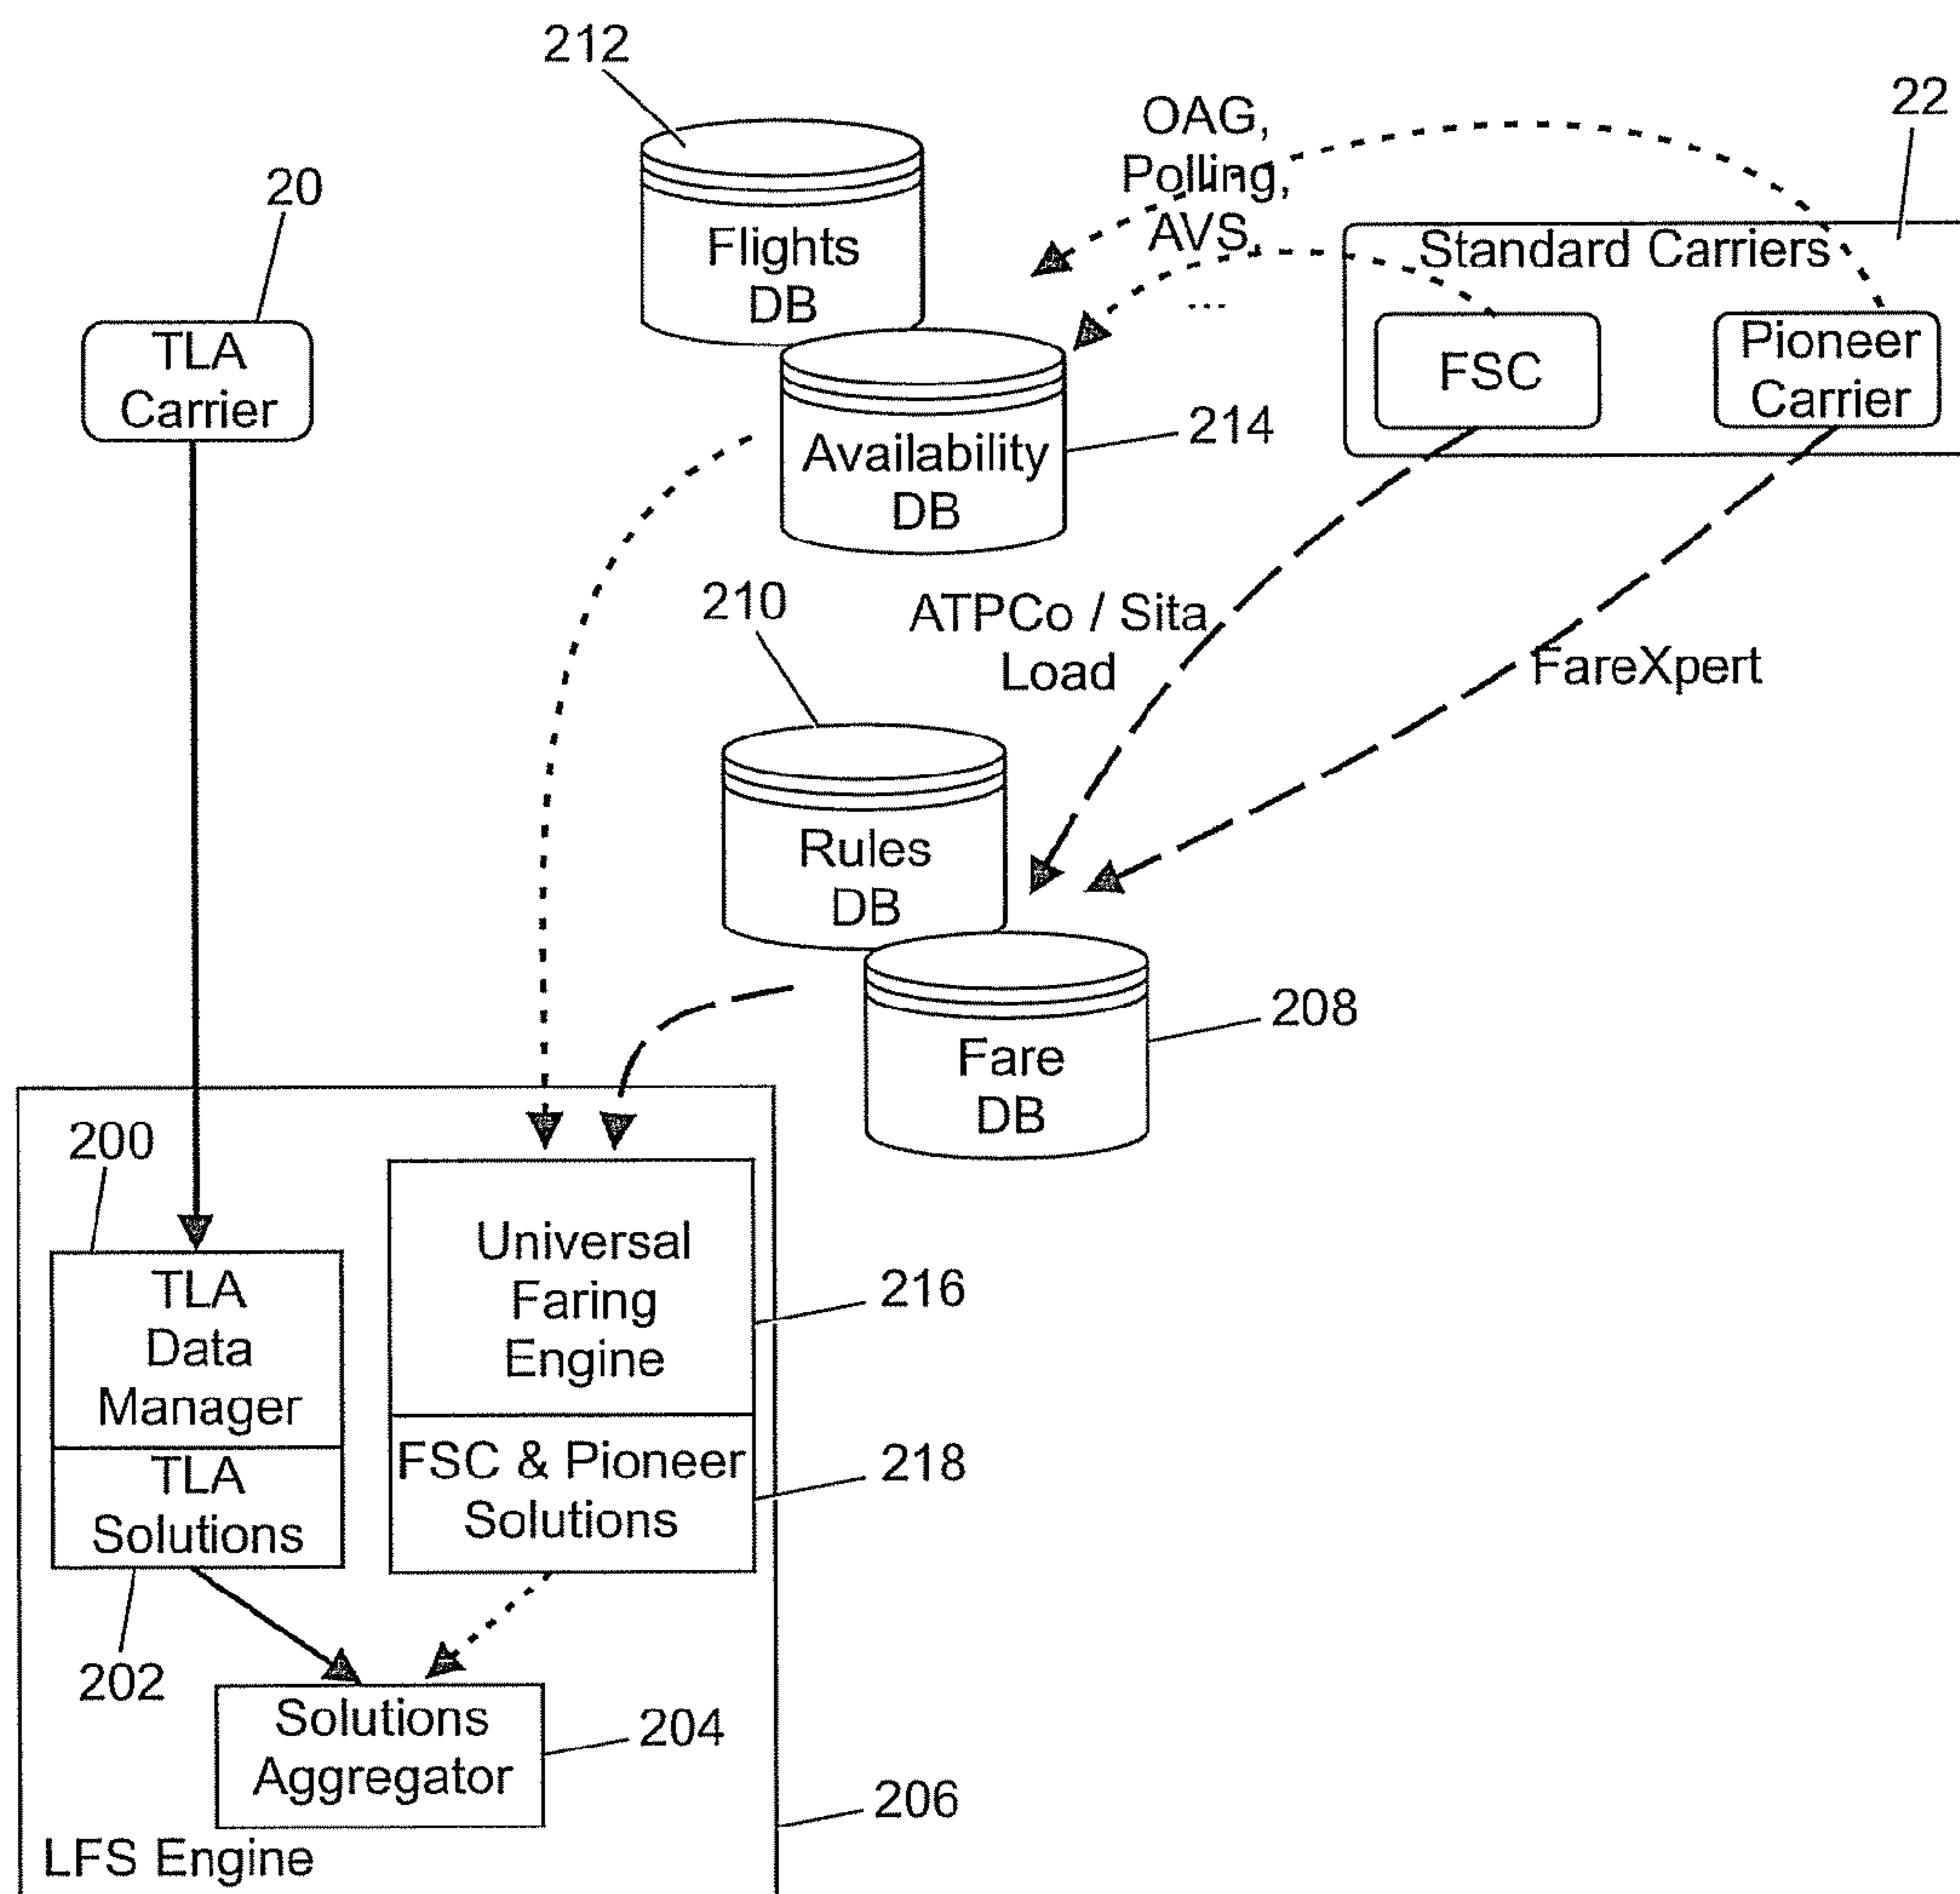 212
OAG,
22
Polling,
20
AVS
Standard Carriers
Flights
DB
...
TLA
Carrier
FSC
Pioneer
Carrier
214
Availability
DB
210
ATPCo / Sita
Load
FareXpert
Rules
DB
208
Fare
DB
200
Universal
Faring
Engine
216
TLA
Data
Manager
FSC & Pioneer
Solutions
218
TLA
Solutions
202
Solutions
Aggregator
204
206
LFS Engine